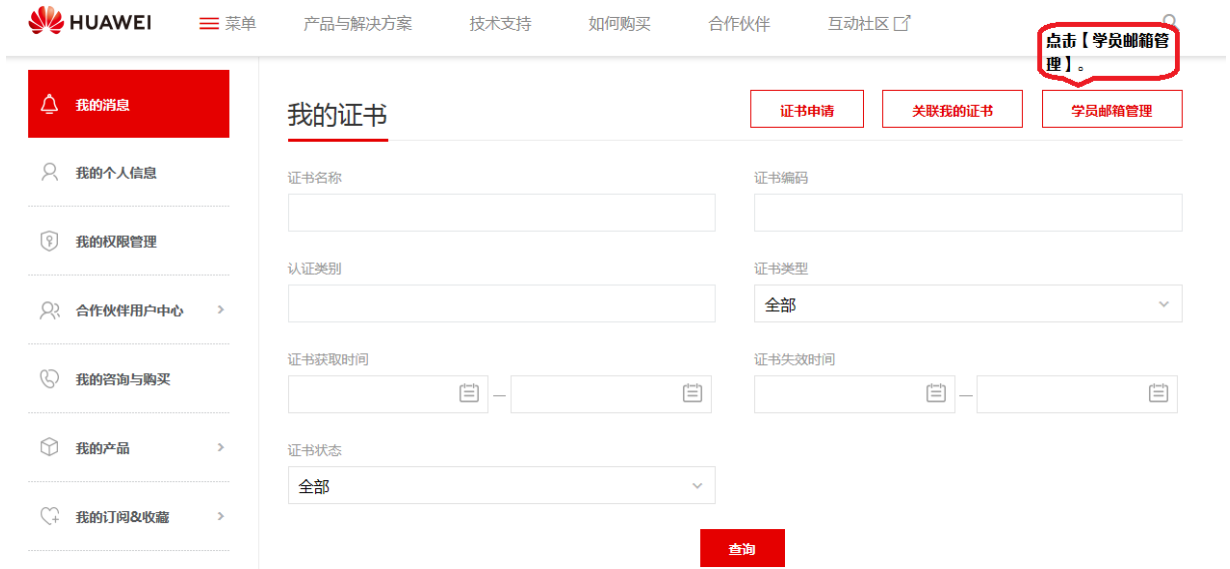 HUAWEI 菜单 产品与解决方案 技术支持 如何购买 合作伙伴 互动社区
点击【学员邮箱管
理】。
我的消息
我的个人信息
我的权限管理
合作伙伴用户中心
我的咨询与购买
我的产品
我的订阅&收藏
我的证书
证书申请 关联我的证书 学员邮箱管理
证书名称 证书编码
认证类别 证书类型
全部
证书获取时间 证书失效时间
— —
证书状态
全部
查询